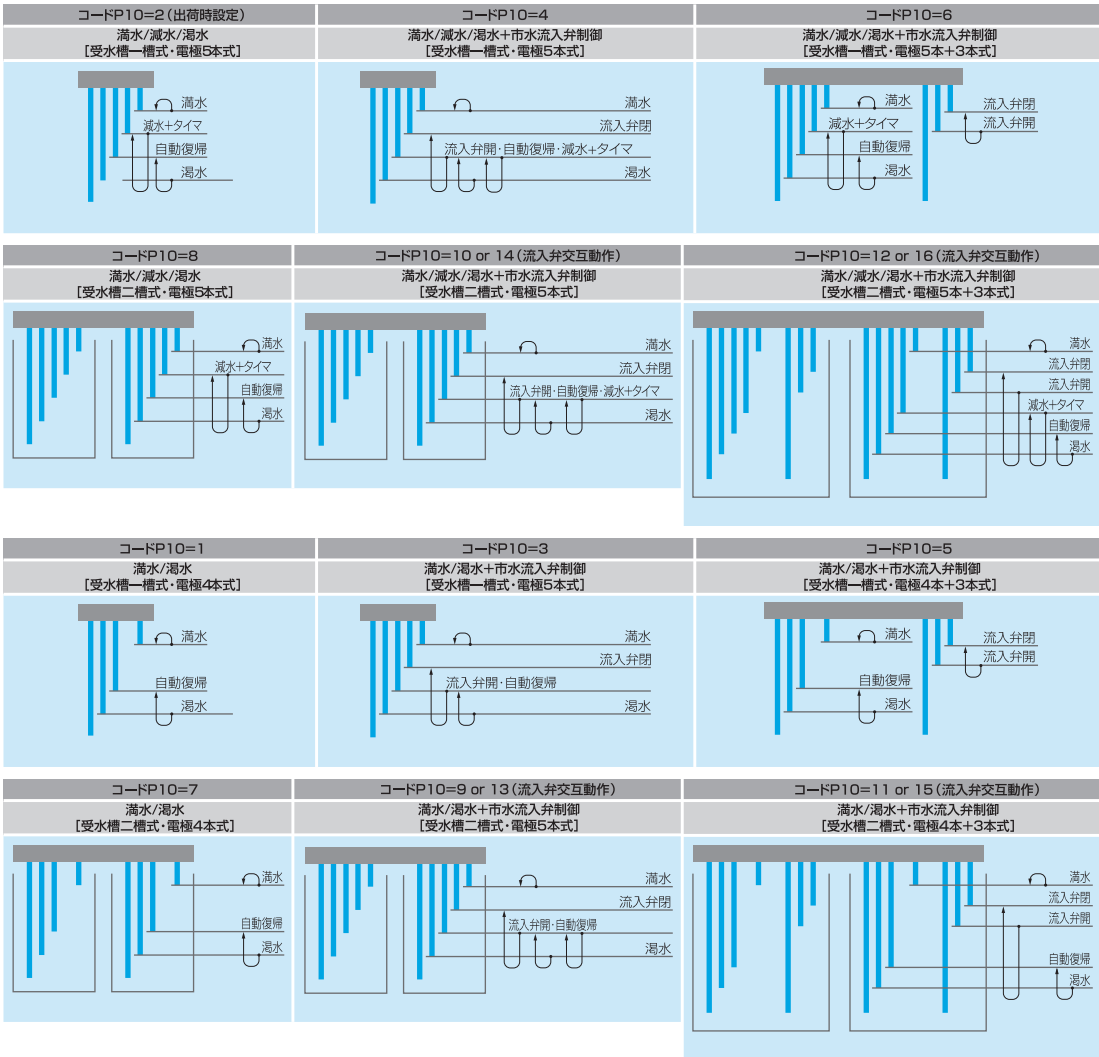 コードP10=2(出荷時設定)
満水/減水/渇水
[受水槽一槽式・電極5本式]
満水
減水+タイマ
自動復帰
渇水
コードP10=4
満水/減水/渇水+市水流入弁制御
[受水槽一槽式・電極5本式]
満水
流入弁閉
流入弁開・自動復帰・減水+タイマ
渇水
コードP10=6
満水/減水/渇水+市水流入弁制御
[受水槽一槽式・電極5本+3本式]
満水
減水+タイマ
自動復帰
渇水
流入弁閉
流入弁開
コードP10=8
満水/減水/渇水
[受水槽二槽式・電極5本式]
満水
減水+タイマ
自動復帰
渇水
コードP10=10 or 14(流入弁交互動作)
満水/減水/渇水+市水流入弁制御
[受水槽二槽式・電極5本式]
満水
流入弁閉
流入弁開・自動復帰・減水+タイマ
渇水
コードP10=12 or 16(流入弁交互動作)
満水/減水/渇水+市水流入弁制御
[受水槽二槽式・電極5本+3本式]
満水
流入弁閉
流入弁開
減水+タイマ
自動復帰
渇水
コードP10=1
満水/渇水
[受水槽一槽式・電極4本式]
満水
自動復帰
渇水
コードP10=3
満水/渇水+市水流入弁制御
[受水槽一槽式・電極5本式]
満水
流入弁閉
流入弁開・自動復帰
渇水
コードP10=5
満水/渇水+市水流入弁制御
[受水槽一槽式・電極4本+3本式]
満水
自動復帰
渇水
流入弁閉
流入弁開
コードP10=7
満水/渇水
[受水槽二槽式・電極4本式]
満水
自動復帰
渇水
コードP10=9 or 13(流入弁交互動作)
満水/渇水+市水流入弁制御
[受水槽二槽式・電極5本式]
満水
流入弁閉
流入弁開・自動復帰
渇水
コードP10=11 or 15(流入弁交互動作)
満水/渇水+市水流入弁制御
[受水槽二槽式・電極4本+3本式]
満水
流入弁閉
流入弁開
自動復帰
渇水